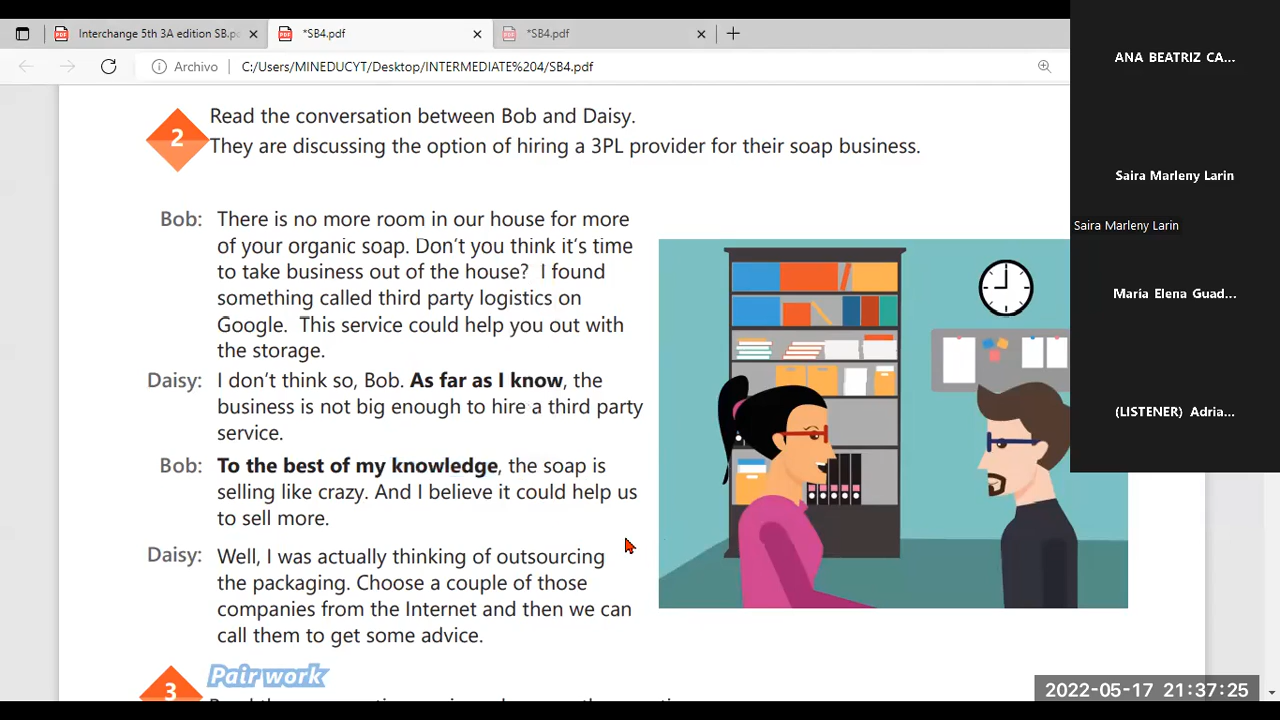 Interchange 5th 3A edition SB.pd
*SB4.pdf
*SB4.pdf
Archivo
C:/Users/MINEDUCYT/Desktop/INTERMEDIATE%204/SB4.pdf
2
Read the conversation between Bob and Daisy.
They are discussing the option of hiring a 3PL provider for their soap business.
Bob: There is no more room in our house for more
of your organic soap. Don't you think it's time
to take business out of the house? I found
something called third party logistics on
Google. This service could help you out with
the storage.
Daisy: I don't think so, Bob. As far as I know, the
business is not big enough to hire a third party
service.
Bob: To the best of my knowledge, the soap is
selling like crazy. And I believe it could help us
to sell more.
Daisy: Well, I was actually thinking of outsourcing
the packaging. Choose a couple of those
companies from the Internet and then we can
call them to get some advice.
3
Pair work
ANA BEATRIZ CA...
Saira Marleny Larin
Saira Marleny Larin
María Elena Guad...
(LISTENER) Adria...
2022-05-17 21:37:25